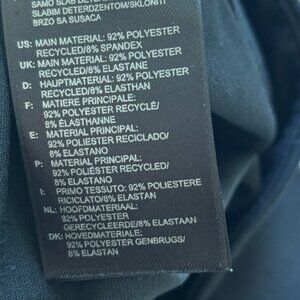 SAMO SLAB DETERDŽENT/
SLABIM DETERDZENTOM/SKLONITI
BRZO SA SUSACA
US: MAIN MATERIAL: 92% POLYESTER
RECYCLED/8% SPANDEX
UK: MAIN MATERIAL: 92% POLYESTER
RECYCLED/8% ELASTANE
D: HAUPTMATERIAL: 92% POLYESTER
RECYCLED/8% ELASTHAN
F: MATIERE PRINCIPALE:
92% POLYESTER RECYCLÉ/
8% ÉLASTHANNE
E: MATERIAL PRINCIPAL:
92% POLIESTER RECICLADO/
8% ELASTANO
P: MATERIAL PRINCIPAL:
92% POLIÉSTER RECICLADO/
8% ELASTANO
I: PRIMO TESSUTO: 92% POLIESTERE
RICICLATO/8% ELASTAN
NL: HOOFDMATERIAAL:
92% POLYESTER
GERECYCLEERDE/8% ELASTAAN
DK: HOVEDMATERIALE:
92% POLYESTER GENBRUGS/
8% ELASTAN